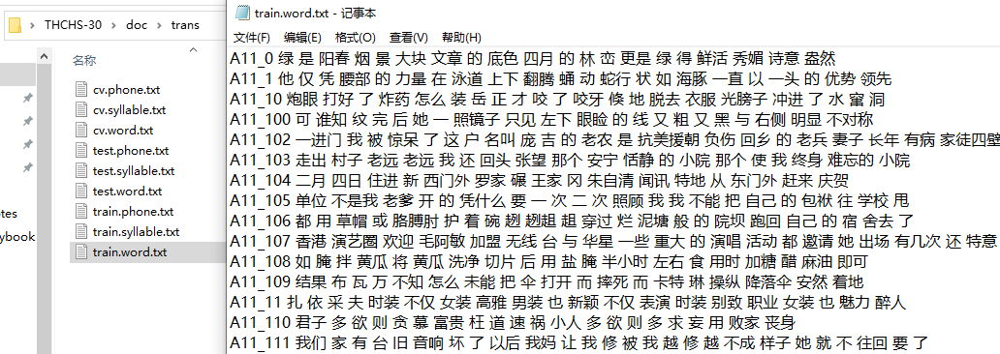 THCHS-30 > doc > trans
名称
cv.phone.txt
cv.syllable.txt
cv.word.txt
test.phone.txt
test.syllable.txt
test.word.txt
train.phone.txt
train.syllable.txt
train.word.txt
otes
ybook
train.word.txt - 记事本
文件(F) 编辑(E) 格式(O) 查看(V) 帮助(H)
A11_0 绿 是 阳春 烟 景 大块 文章 的 底色 四月 的 林 峦 更是 绿 得 鲜活 秀媚 诗意 盎然
A11_1 他 仅 凭 腰部 的 力量 在 泳道 上下 翻腾 蛹 动 蛇行 状 如 海豚 一直 以 一头 的 优势 领先
A11_10 炮眼 打好 了 炸药 怎么 装 岳 正 才 咬 了 咬牙 倏 地 脱去 衣服 光膀子 冲进 了 水 窜 洞
A11_100 可 谁知 纹 完 后 她 一 照镜子 只见 左下 眼睑 的 线 又 粗 又 黑 与 右侧 明显 不对称
A11_102 一进门 我 被 惊呆 了 这 户 名叫 庞 吉 的 老农 是 抗美援朝 负伤 回乡 的 老兵 妻子 长年 有病 家徒四壁
A11_103 走出 村子 老远 老远 我 还 回头 张望 那个 安宁 恬静 的 小院 那个 使 我 终身 难忘的 小院
A11_104 二月 四日 住进 新 西门外 罗家 碾 王家 冈 朱自清 闻讯 特地 从 东门外 赶来 庆贺
A11_105 单位 不是我 老爹 开 的 凭什么 要 一 次 二 次 照顾 我 我 不能 把 自己 的 包袱 往 学校 甩
A11_106 都 用 草帽 或 胳膊肘 护 着 碗 趔 趔趄 趄 穿过 烂 泥塘 般 的 院坝 跑回 自己 的 宿 舍去 了
A11_107 香港 演艺圈 欢迎 毛阿敏 加盟 无线 台 与 华星 一些 重大 的 演唱 活动 都 邀请 她 出场 有几次 还 特意
A11_108 如 腌 拌 黄瓜 将 黄瓜 洗净 切片 后 用 盐 腌 半小时 左右 食 用时 加糖 醋 麻油 即可
A11_109 结果 布 瓦 万 不知 怎么 未能 把 伞 打开 而 摔死 而 卡特 琳 操纵 降落伞 安然 着地
A11_11 扎 依 采 夫 时装 不仅 女装 高雅 男装 也 新颖 不仅 表演 时装 别致 职业 女装 也 魅力 醉人
A11_110 君子 多 欲 则 贪 慕 富贵 枉 道 速 祸 小人 多 欲 则 多 求 妄 用 败家 丧身
A11_111 我们 家 有 台 旧 音响 坏 了 以后 我妈 让 我 修 被 我 越 修 越 不成 样子 她 就 不 往回 要 了